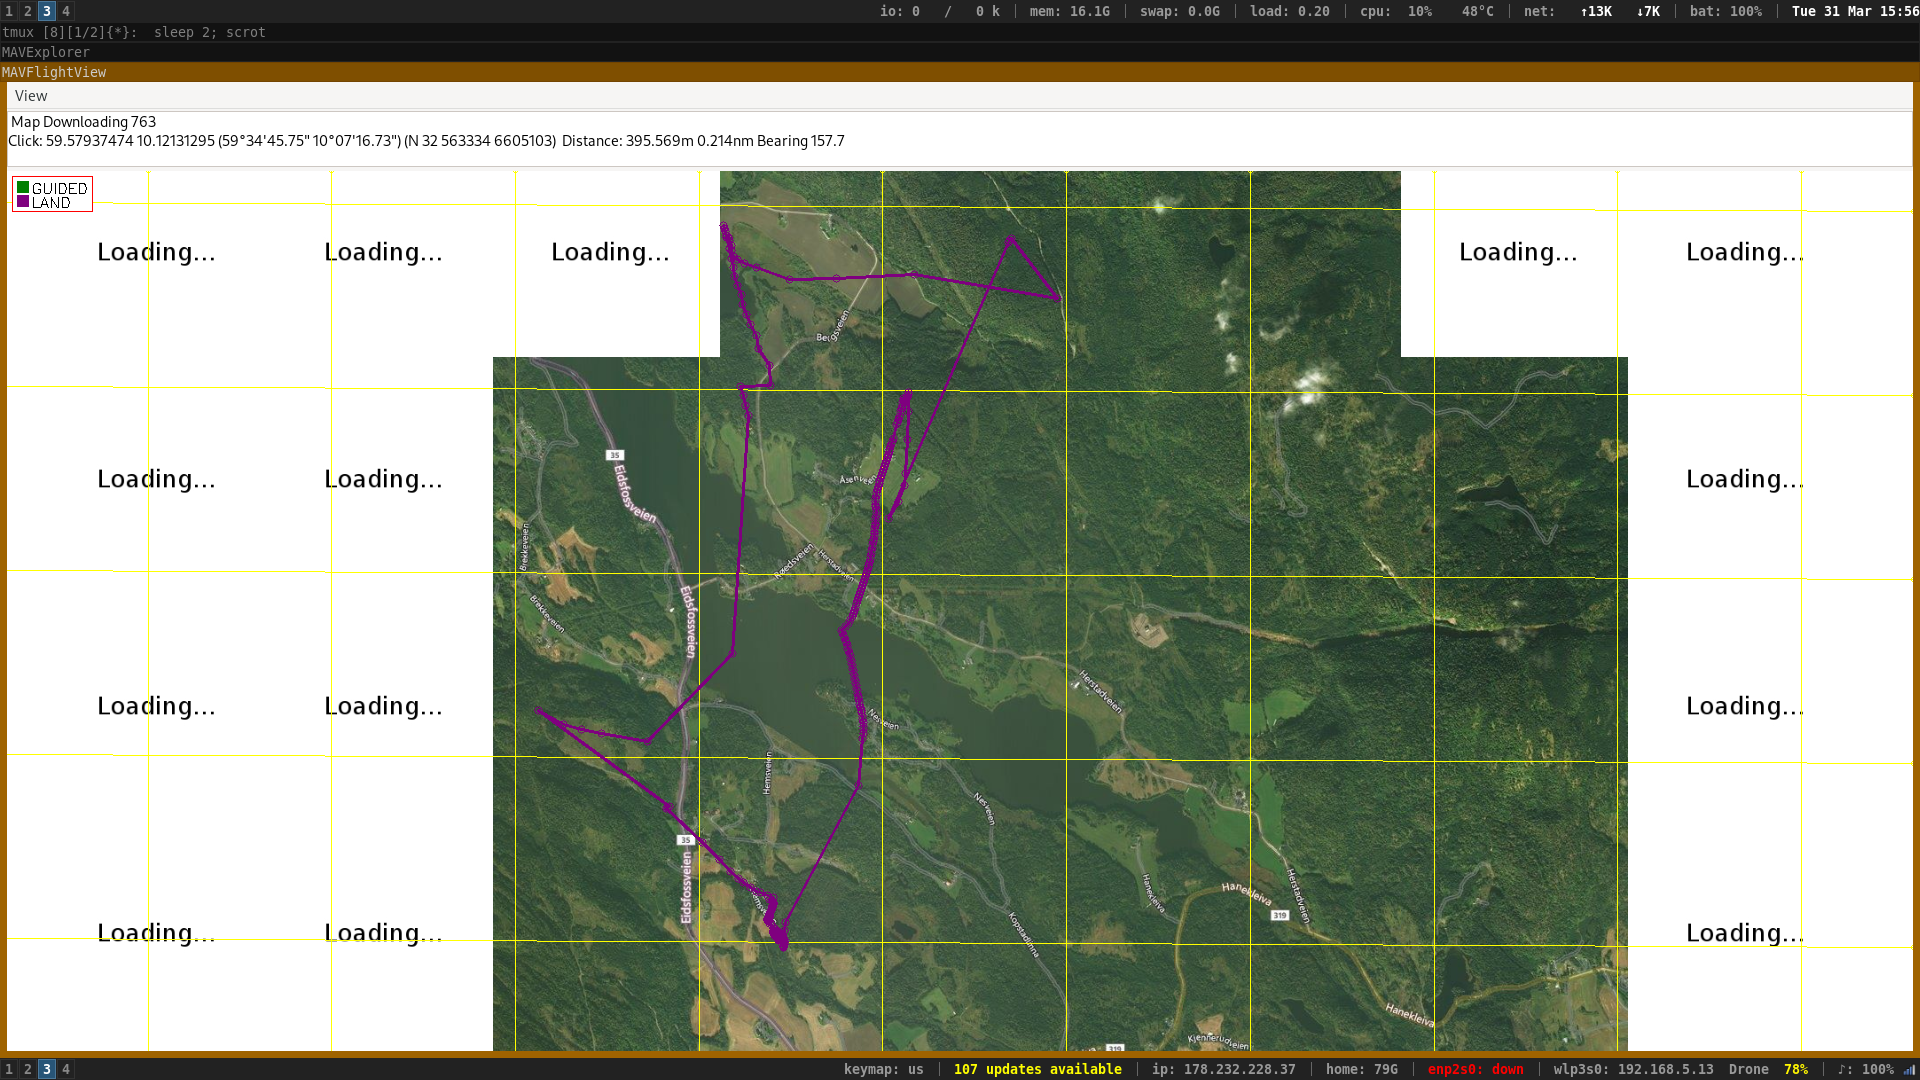 1 2 3 4 io: 0 / 0 k | mem: 16.1G | swap: 0.0G | load: 0.20 | cpu: 10% 48°C | net: ↑13K ↓7K | bat: 100% | Tue 31 Mar 15:56
tmux [8][1/2]{*}: sleep 2; scrot
MAVExplorer
MAVFlightView
View
Map Downloading 763
Click: 59.57937474 10.12131295 (59°34'45.75" 10°07'16.73") (N 32 563334 6605103) Distance: 395.569m 0.214nm Bearing 157.7
GUIDED
LAND
Loading... Loading... Loading... Loading... Loading...
35
Eidsfossveien
Åsenveien
Loading... Loading... Loading...
Brekkeveien
Rødsveien
Herstadveien
Brekkeveien
Eidsfossveien
Herstadveien
Loading... Loading... Loading...
Nesveien
Hemsveien
Nesveien
35
Eidsfossveien
Hanekleiva
Hanekleiva
Herstadveien
319
Kopstadlinna
Loading... Loading... Loading...
Hanekleiva
Kjennerudveien
319
1 2 3 4 keymap: us | 107 updates available | ip: 178.232.228.37 | home: 79G | enp2s0: down | wlp3s0: 192.168.5.13 Drone 78% | ♪: 100%